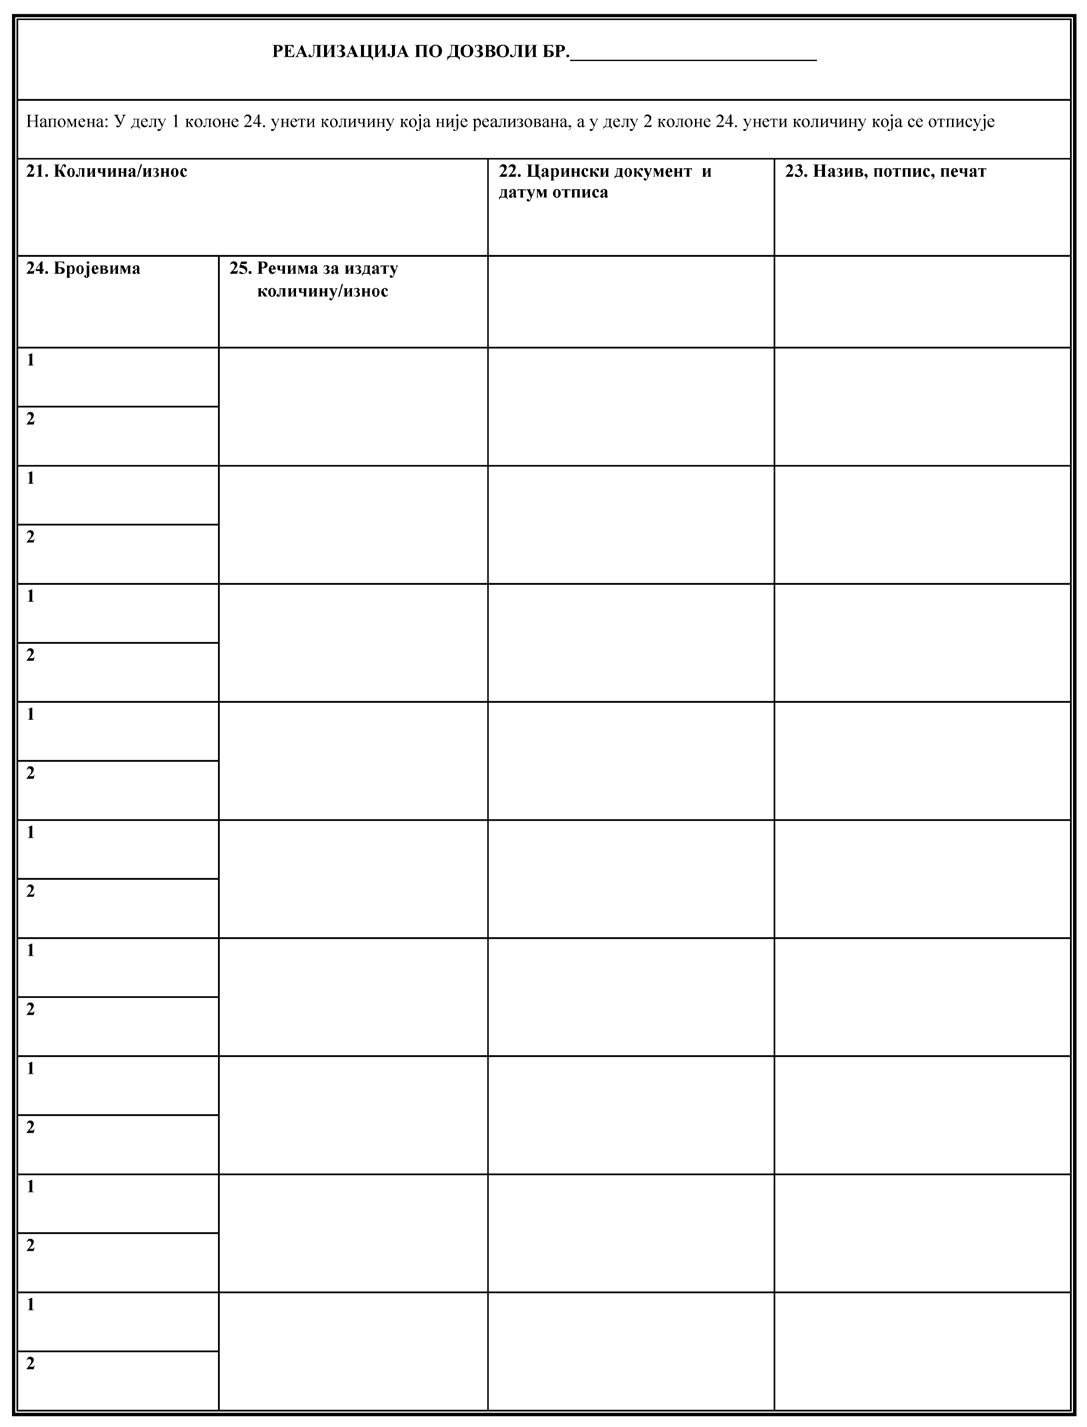 РЕАЛИЗАЦИЈА ПО ДОЗВОЛИ БР.__________________________
Напомена: У делу 1 колоне 24. унети количину која није реализована, а у делу 2 колоне 24. унети количину која се отписује
21. Количина/износ
22. Царински документ и
датум отписа
23. Назив, потпис, печат
24. Бројевима
25. Речима за издату
количину/износ
1
2
1
2
1
2
1
2
1
2
1
2
1
2
1
2
1
2